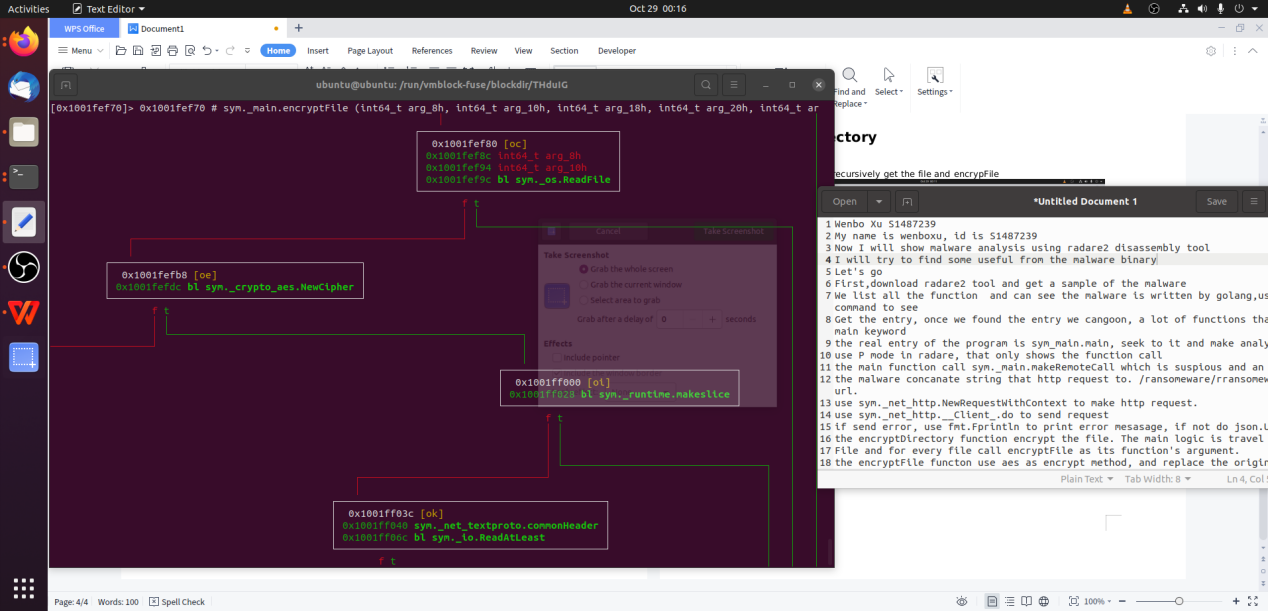 Activities
Text Editor
Oct 29 00:16
WPS Office
Document1
Menu
Home
Insert
Page Layout
References
Review
View
Section
Developer
Find and
Replace
Select
Settings
ubuntu@ubuntu: /run/vmblock-fuse/blockdir/THduIG
[0x1001fef70]> 0x1001fef70 # sym._main.encryptFile (int64_t arg_8h, int64_t arg_10h, int64_t arg_18h, int64_t arg_20h, int64_t ar
0x1001fef80 [oc]
0x1001fef8c int64_t arg_8h
0x1001fef94 int64_t arg_10h
0x1001fef9c bl sym._os.ReadFile
f t
0x1001fefb8 [oe]
0x1001fefdc bl sym._crypto_aes.NewCipher
f t
Cancel
Take Screenshot
Take Screenshot
Grab the whole screen
Grab the current window
Select area to grab
Grab after a delay of 0 + seconds
Effects
Include pointer
0x1001ff000 [oi]
0x1001ff028 bl sym._runtime.makeslice
f t
0x1001ff03c [ok]
0x1001ff040 sym._net_textproto.commonHeader
0x1001ff06c bl sym._io.ReadAtLeast
f t
ectory
recursively get the file and encrypFile
Open
*Untitled Document 1
Save
1 Wenbo Xu S1487239
2 My name is wenboxu, id is S1487239
3 Now I will show malware analysis using radare2 disassembly tool
4 I will try to find some useful from the malware binary
5 Let's go
6 First,download radare2 tool and get a sample of the malware
7 We list all the function  and can see the malware is written by golang,us
command to see
8 Get the entry, once we found the entry we cangoon, a lot of functions tha
main keyword
9 the real entry of the program is sym_main.main, seek to it and make analy
10 use P mode in radare, that only shows the function call
11 the main function call sym._main.makeRemoteCall which is suspious and an
12 the malware concanate string that http request to. /ransomeware/rransomew
url.
13 use sym._net_http.NewRequestWithContext to make http request.
14 use sym._net_http.__Client_.do to send request
15 if send error, use fmt.Fprintln to print error mesasage, if not do json.U
16 the encryptDirectory function encrypt the file. The main logic is travel
17 File and for every file call encryptFile as its function's argument.
18 the encryptFile functon use aes as encrypt method, and replace the origin
Plain Text
Tab Width: 8
Ln 4, Col
Page: 4/4
Words: 100
Spell Check
100%